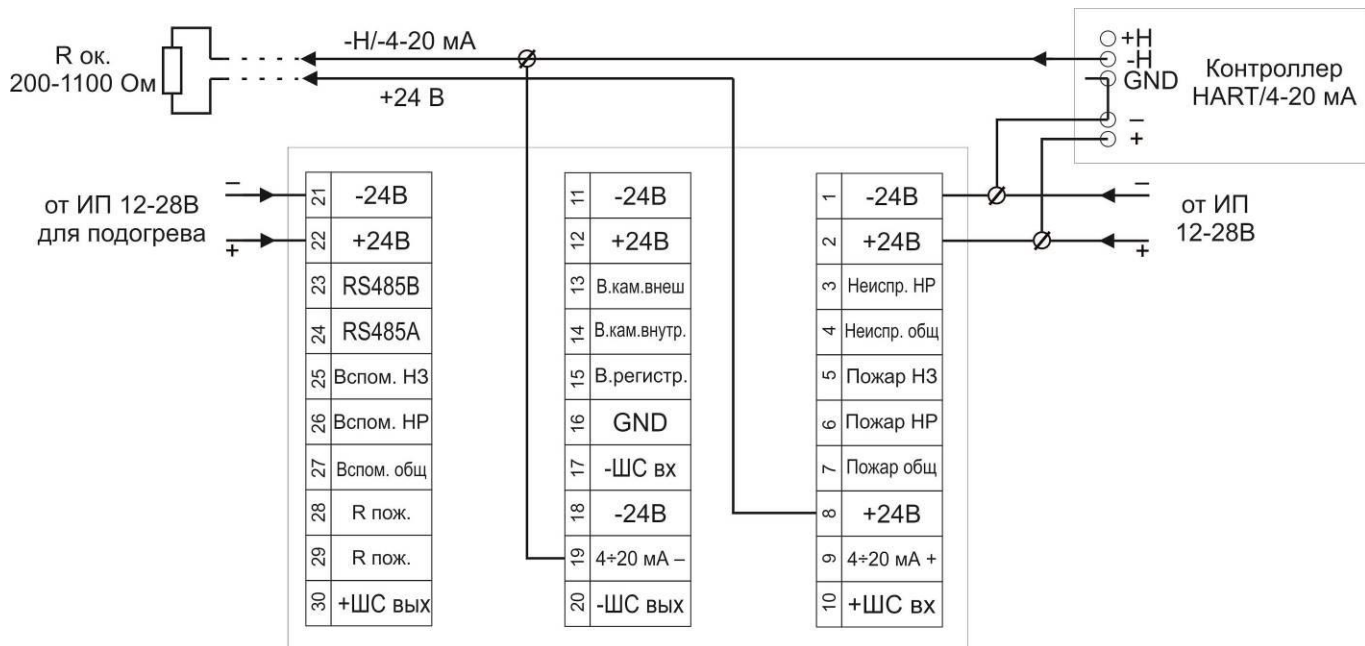 R ок.
200-1100 Ом
-H/-4-20 мА
+24 В
+H
-H
GND
–
+
Контроллер
HART/4-20 мА
–
от ИП 12-28В
для подогрева
+
21 -24В
22 +24В
23 RS485B
24 RS485A
25 Вспом. НЗ
26 Вспом. НР
27 Вспом. общ
28 R пож.
29 R пож.
30 +ШС вых
11 -24В
12 +24В
13 В.кам.внеш
14 В.кам.внутр.
15 В.регистр.
16 GND
17 -ШС вх
18 -24В
19 4÷20 мА –
20 -ШС вых
1 -24В
2 +24В
3 Неиспр. НР
4 Неиспр. общ
5 Пожар НЗ
6 Пожар НР
7 Пожар общ
8 +24В
9 4÷20 мА +
10 +ШС вх
–
от ИП
12-28В
+